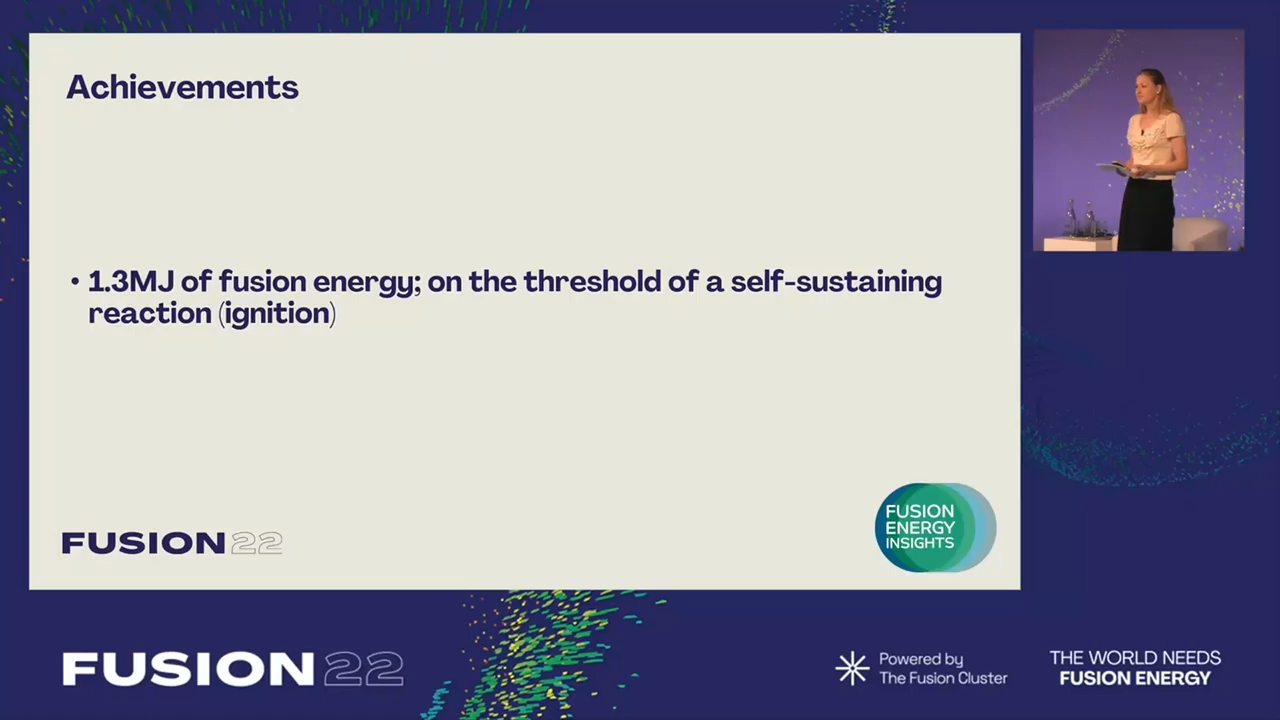 Achievements
• 1.3MJ of fusion energy; on the threshold of a self-sustaining
reaction (ignition)
FUSION22
FUSION
ENERGY
INSIGHTS
FUSION22
Powered by
The Fusion Cluster
THE WORLD NEEDS
FUSION ENERGY